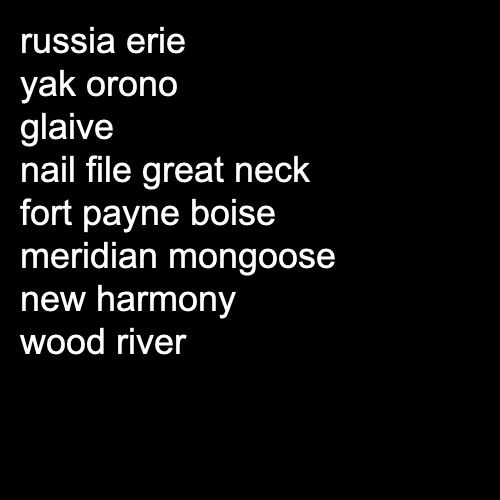 russia erie
yak orono
glaive
nail file great neck
fort payne boise
meridian mongoose
new harmony
wood river